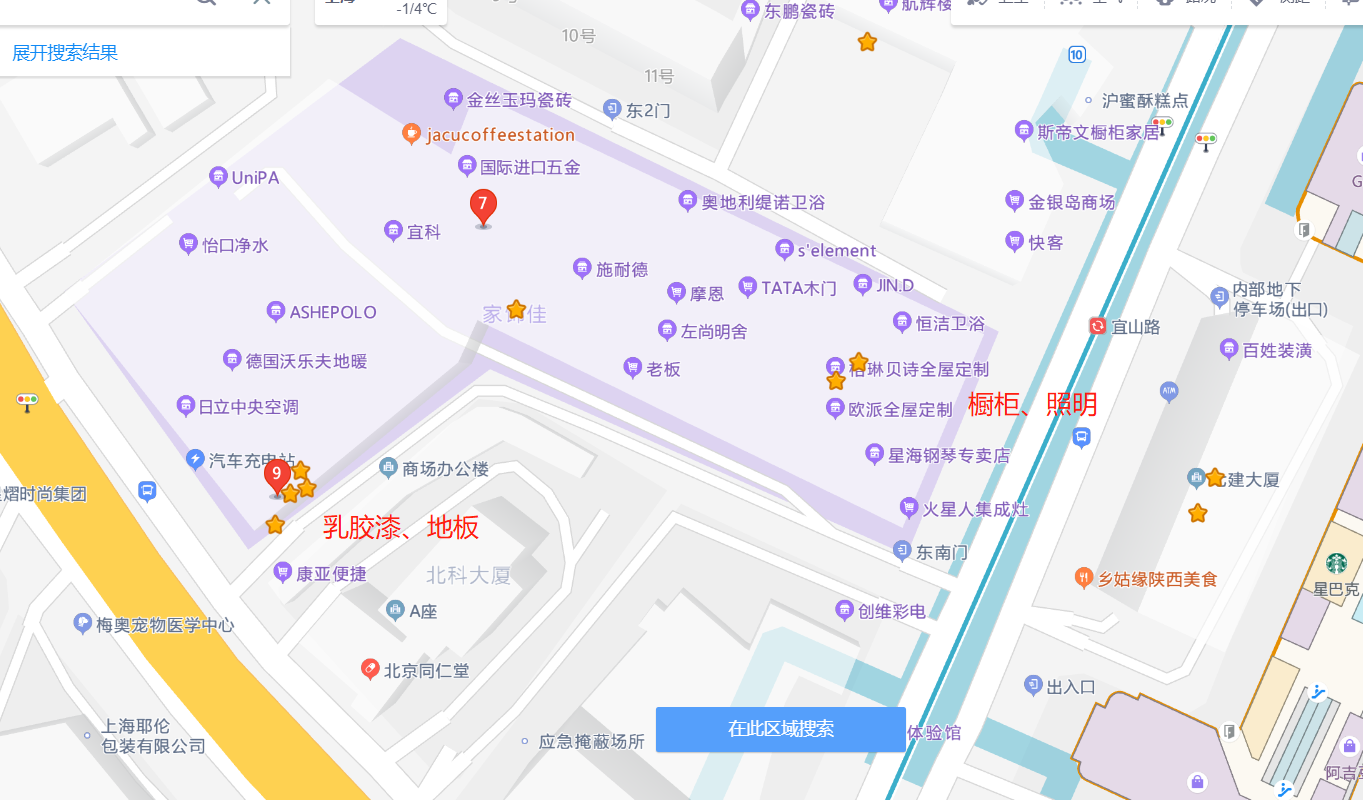 -1/4℃
东鹏瓷砖
展开搜索结果
10号
10
11号
金丝玉玛瓷砖
东2门
沪蜜酥糕点
jacucoffeestation
斯帝文橱柜家居
国际进口五金
UniPA
奥地利缇诺卫浴
金银岛商场
7
宜科
怡口净水
快客
s'element
施耐德
TATA木门
JIN.D
摩恩
内部地下
停车场(出口)
ASHEPOLO
恒洁卫浴
宜山路
左尚明舍
百姓装潢
德国沃乐夫地暖
老板
格琳贝诗全屋定制
ATM
日立中央空调
欧派全屋定制
橱柜、照明
汽车充电站
星海钢琴专卖店
9
商场办公楼
建大厦
熠时尚集团
火星人集成灶
乳胶漆、地板
东南门
康亚便捷
北科大厦
乡姑缘陕西美食
星巴克
A座
创维彩电
梅奥宠物医学中心
北京同仁堂
出入口
上海耶伦
包装有限公司
应急掩蔽场所
在此区域搜索
体验馆